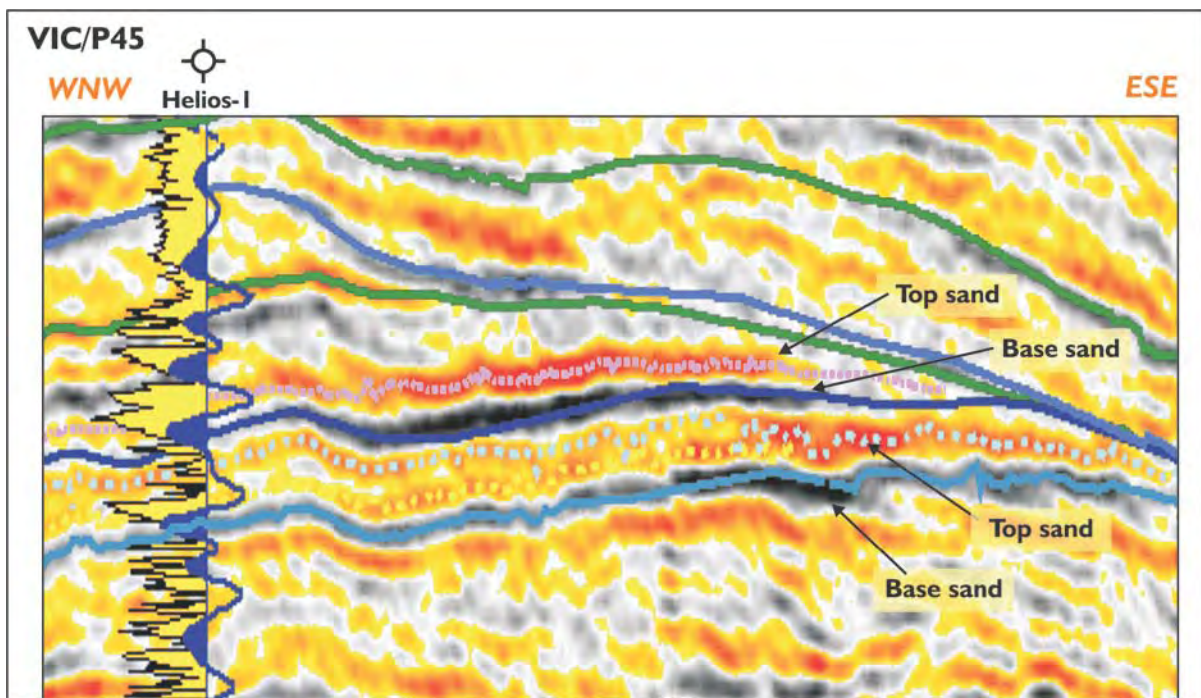 VIC/P45
WNW
Helios-1
ESE
Top sand
Base sand
Top sand
Base sand